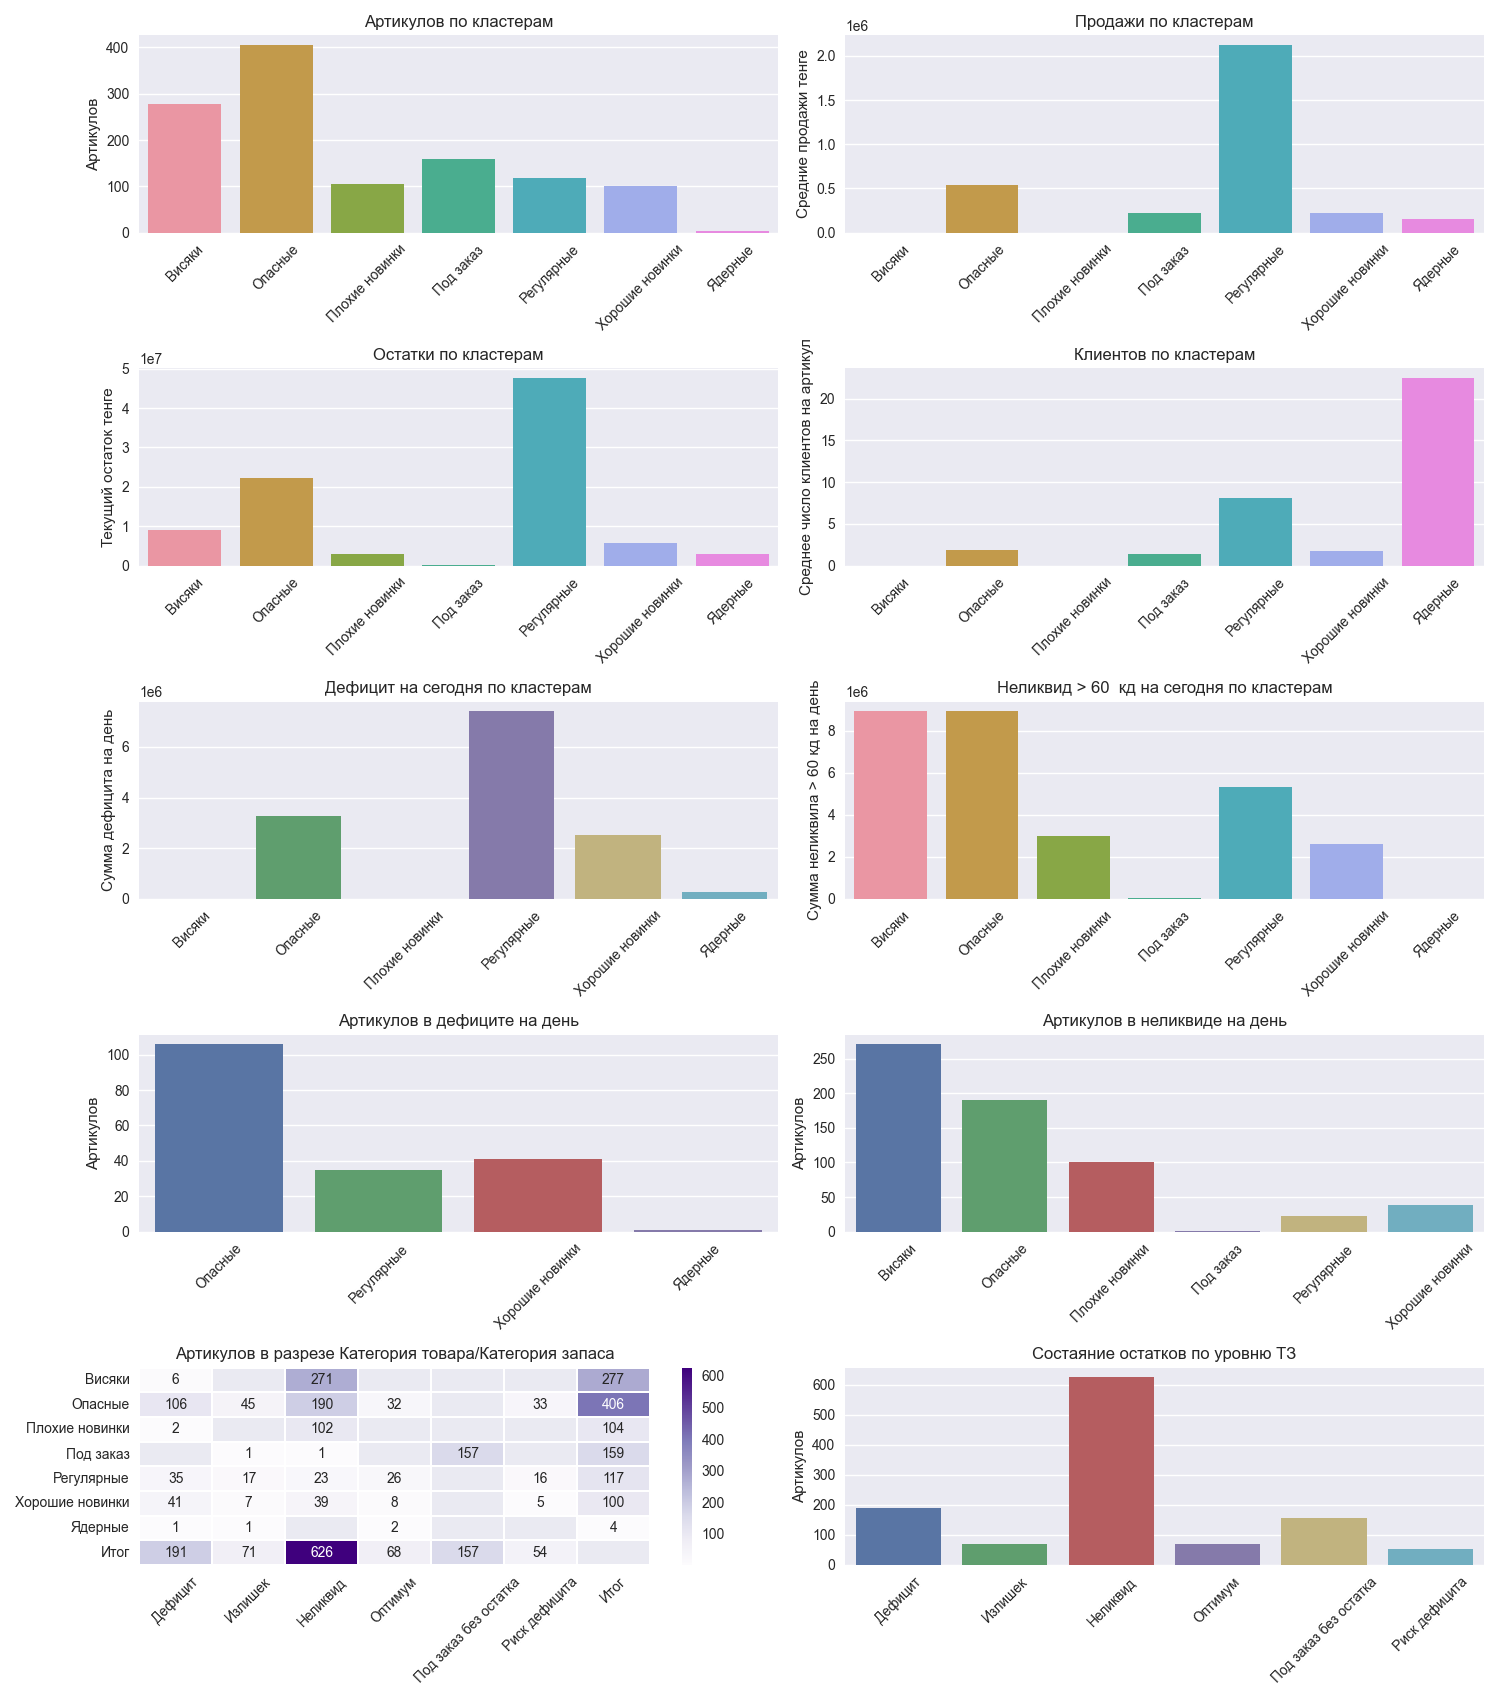 Артикулов по кластерам
Артикулов
400
300
200
100
0
Висяки
Опасные
Плохие новинки
Под заказ
Регулярные
Хорошие новинки
Ядерные
Продажи по кластерам
1e6
Средние продажи тенге
2.0
1.5
1.0
0.5
0.0
Висяки
Опасные
Плохие новинки
Под заказ
Регулярные
Хорошие новинки
Ядерные
Остатки по кластерам
1e7
Текущий остаток тенге
5
4
3
2
1
0
Висяки
Опасные
Плохие новинки
Под заказ
Регулярные
Хорошие новинки
Ядерные
Клиентов по кластерам
Среднее число клиентов на артикул
20
15
10
5
0
Висяки
Опасные
Плохие новинки
Под заказ
Регулярные
Хорошие новинки
Ядерные
Дефицит на сегодня по кластерам
1e6
Сумма дефицита на день
6
4
2
0
Висяки
Опасные
Плохие новинки
Регулярные
Хорошие новинки
Ядерные
Неликвид > 60  кд на сегодня по кластерам
1e6
Сумма неликвила > 60 кд на день
8
6
4
2
0
Висяки
Опасные
Плохие новинки
Под заказ
Регулярные
Хорошие новинки
Ядерные
Артикулов в дефиците на день
Артикулов
100
80
60
40
20
0
Опасные
Регулярные
Хорошие новинки
Ядерные
Артикулов в неликвиде на день
Артикулов
250
200
150
100
50
0
Висяки
Опасные
Плохие новинки
Под заказ
Регулярные
Хорошие новинки
Артикулов в разрезе Категория товара/Категория запаса
Висяки 6 271 277
Опасные 106 45 190 32 33 406
Плохие новинки 2 102 104
Под заказ 1 1 157 159
Регулярные 35 17 23 26 16 117
Хорошие новинки 41 7 39 8 5 100
Ядерные 1 1 2 4
Итог 191 71 626 68 157 54
Дефицит
Излишек
Неликвид
Оптимум
Под заказ без остатка
Риск дефицита
Итог
600
500
400
300
200
100
Состаяние остатков по уровню ТЗ
Артикулов
600
500
400
300
200
100
0
Дефицит
Излишек
Неликвид
Оптимум
Под заказ без остатка
Риск дефицита